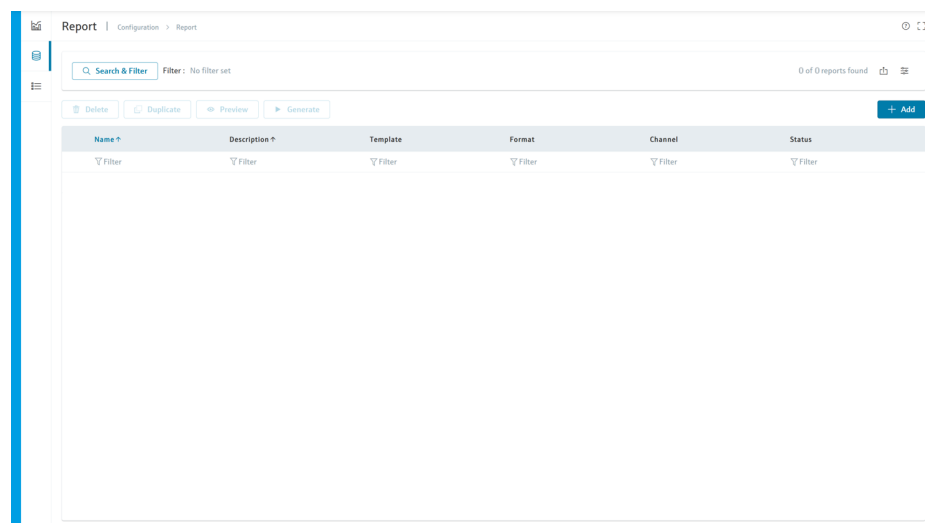 Report | Configuration > Report
Search & Filter Filter : No filter set 0 of 0 reports found
Delete Duplicate Preview Generate + Add
Name ↑ Description ↑ Template Format Channel Status
Filter Filter Filter Filter Filter Filter